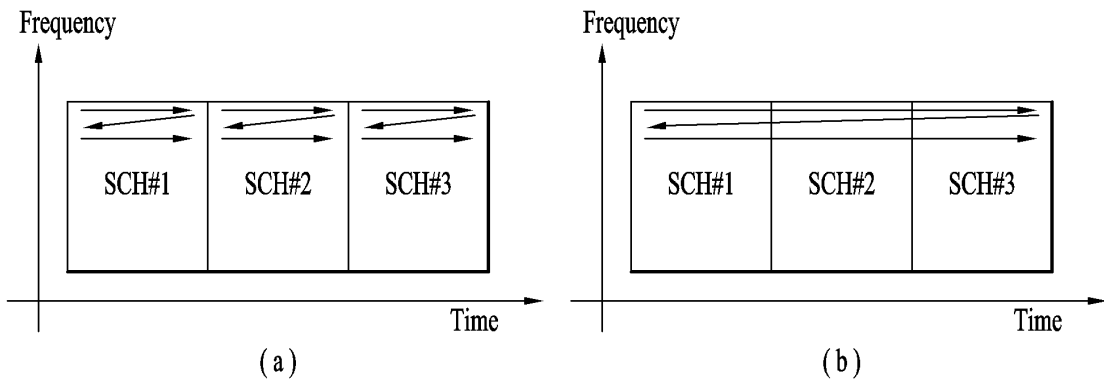 Frequency
SCH#1 SCH#2 SCH#3
Time
( a )
Frequency
SCH#1 SCH#2 SCH#3
Time
( b )